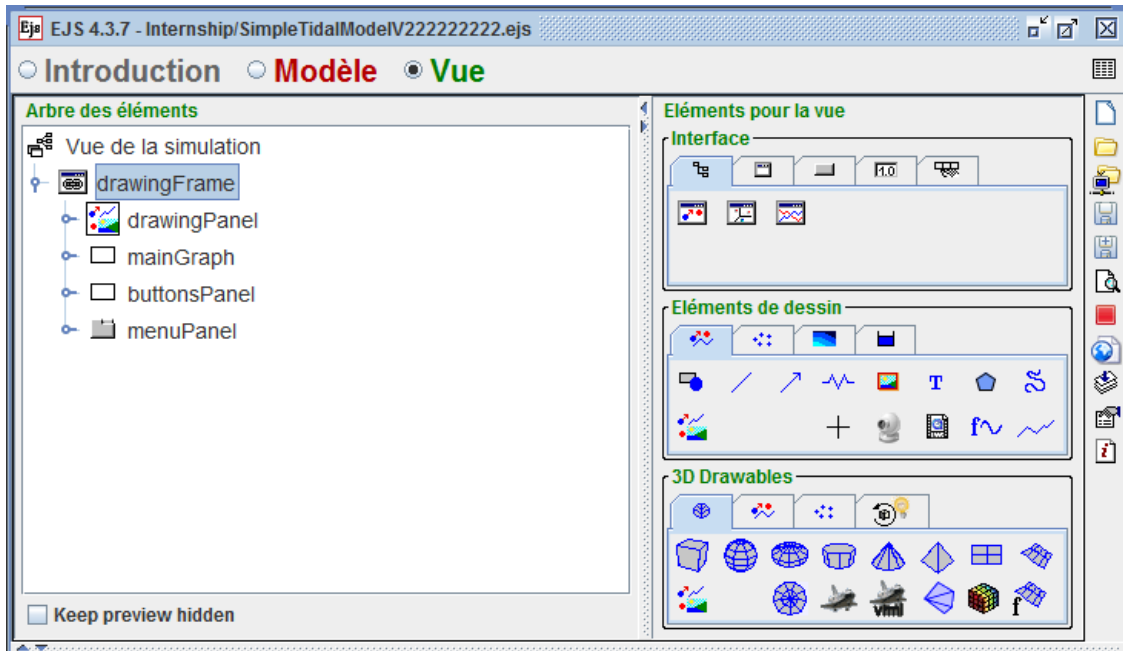 Ejs EJS 4.3.7 - Internship/SimpleTidalModelV222222222.ejs
Introduction Modèle Vue
Arbre des éléments
Vue de la simulation
drawingFrame
drawingPanel
mainGraph
buttonsPanel
menuPanel
Keep preview hidden
Eléments pour la vue
Interface
1.0
Eléments de dessin
T
f
3D Drawables
vrml
f
i